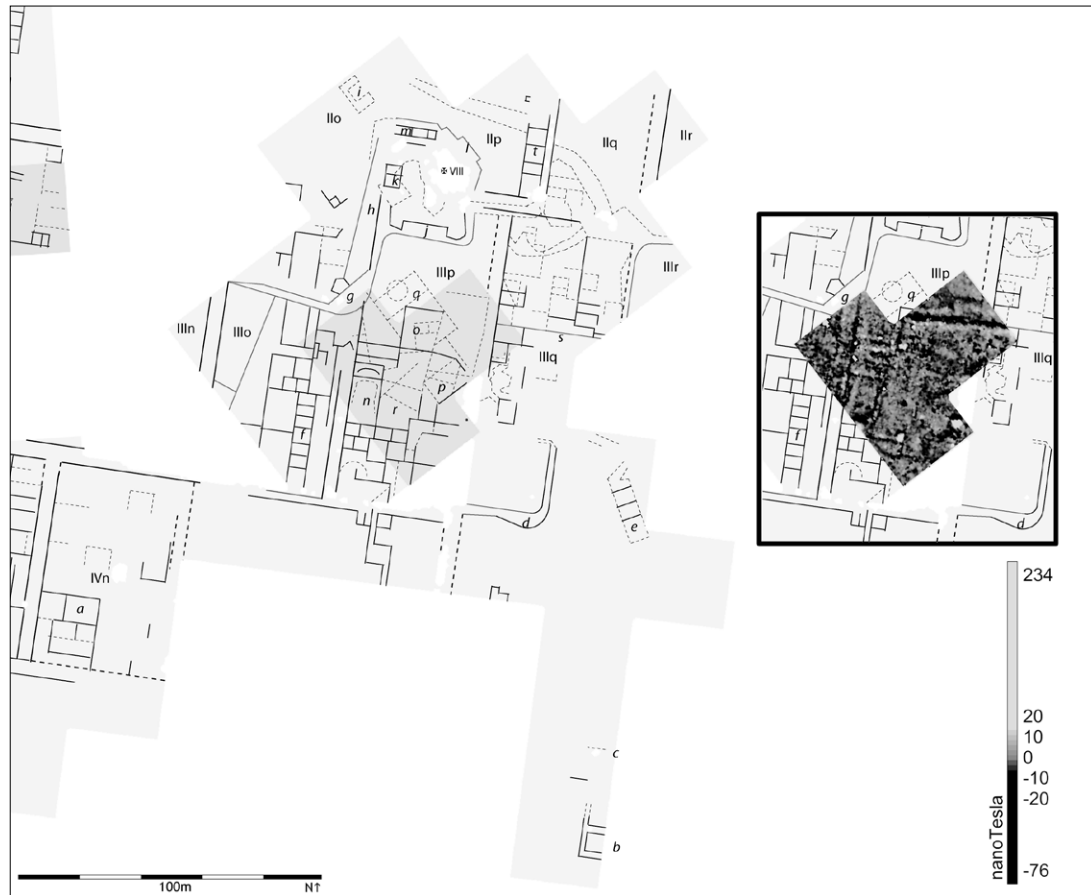 i
IIo
m
IIp
t
IIq
IIr
VIII
k
h
IIIp
IIIr
g
q
IIIn
IIIo
o
s
IIIq
p
n
r
f
d
e
IVn
a
c
b
100m
N↑
IIIp
g
q
IIIq
f
d
234
20
10
0
-10
-20
-76
nanoTesla